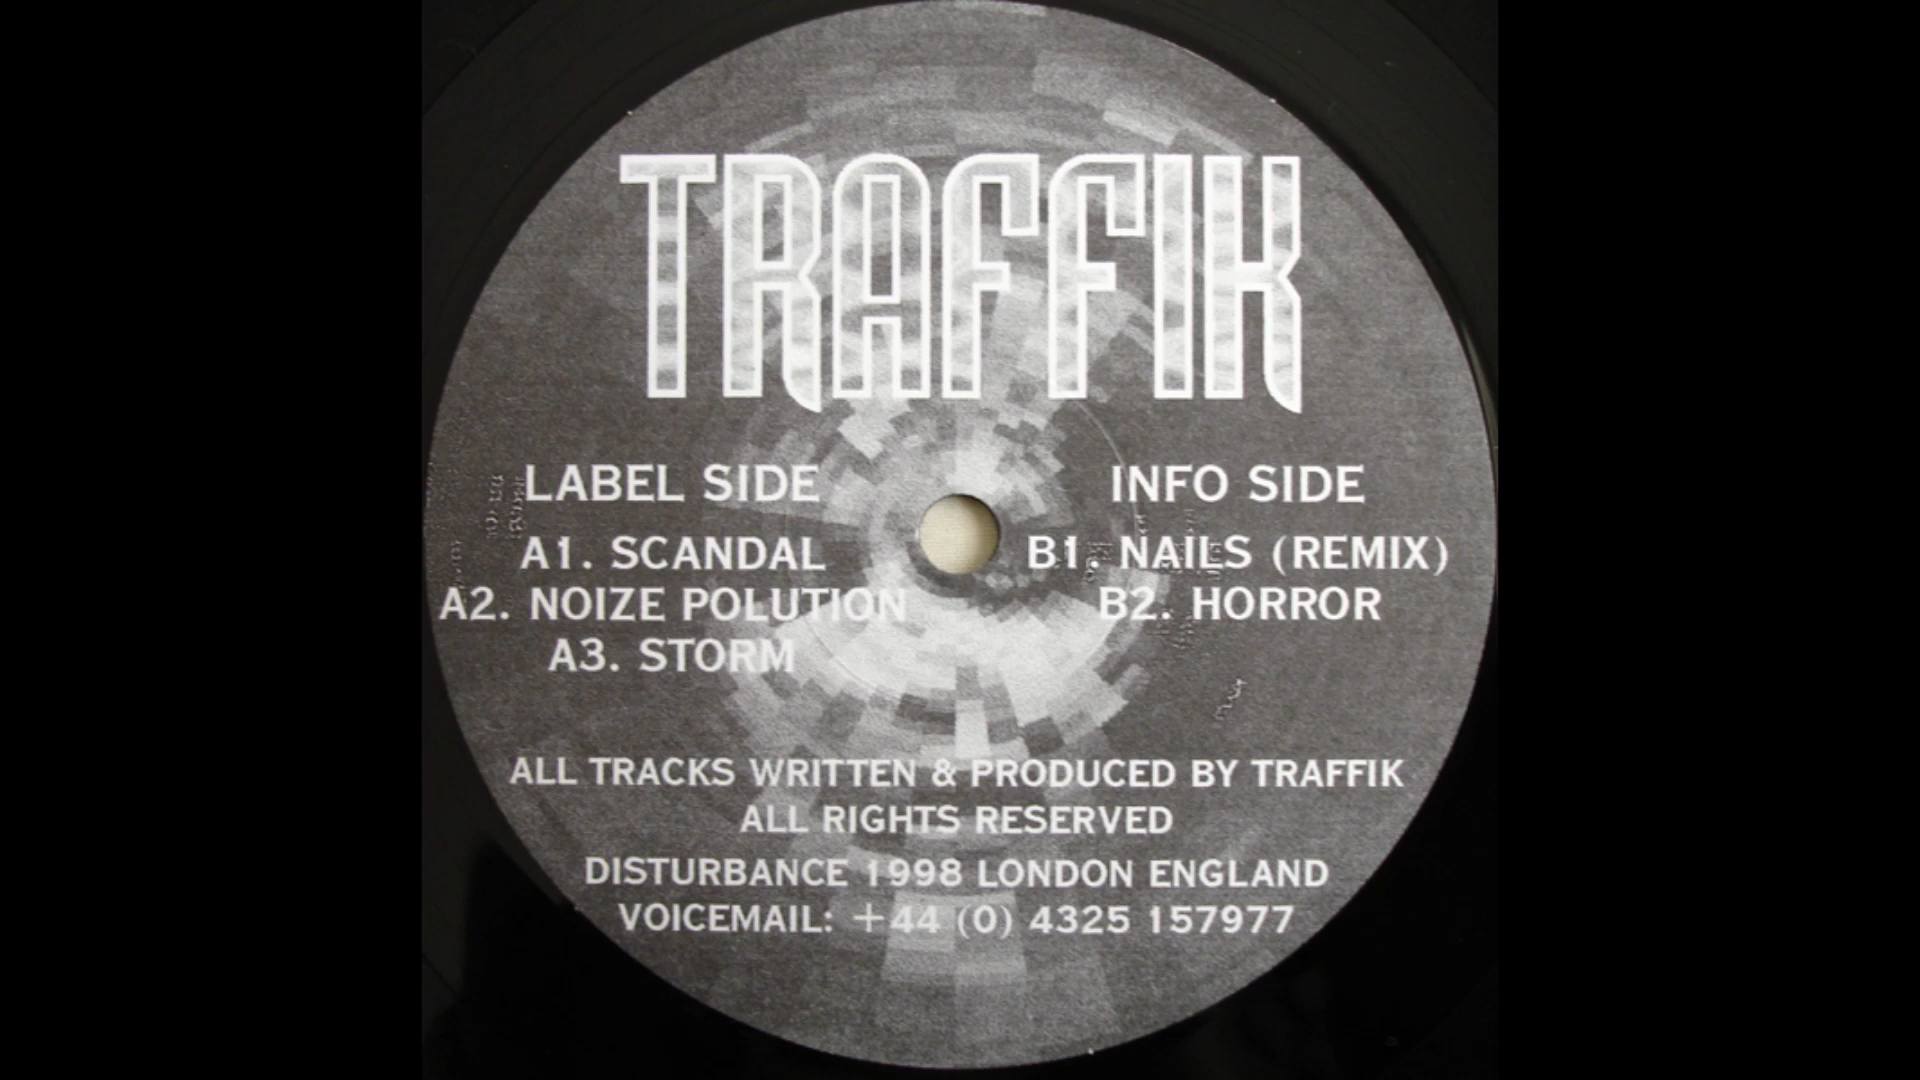 TRAFFIK
LABEL SIDE
A1. SCANDAL
A2. NOIZE POLUTION
A3. STORM
INFO SIDE
B1. NAILS (REMIX)
B2. HORROR
ALL TRACKS WRITTEN & PRODUCED BY TRAFFIK
ALL RIGHTS RESERVED
DISTURBANCE 1998 LONDON ENGLAND
VOICEMAIL: +44 (0) 4325 157977